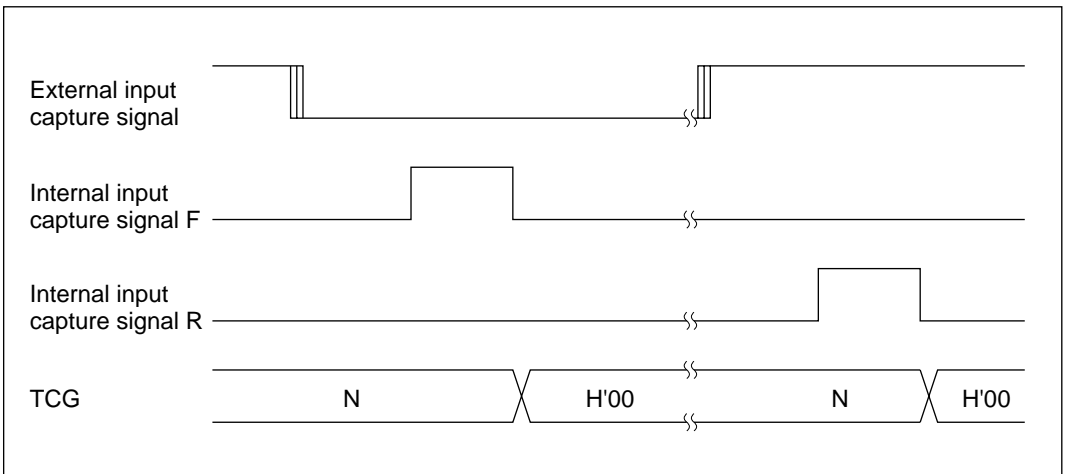 External input
capture signal
Internal input
capture signal F
Internal input
capture signal R
TCG
N
H'00
N
H'00